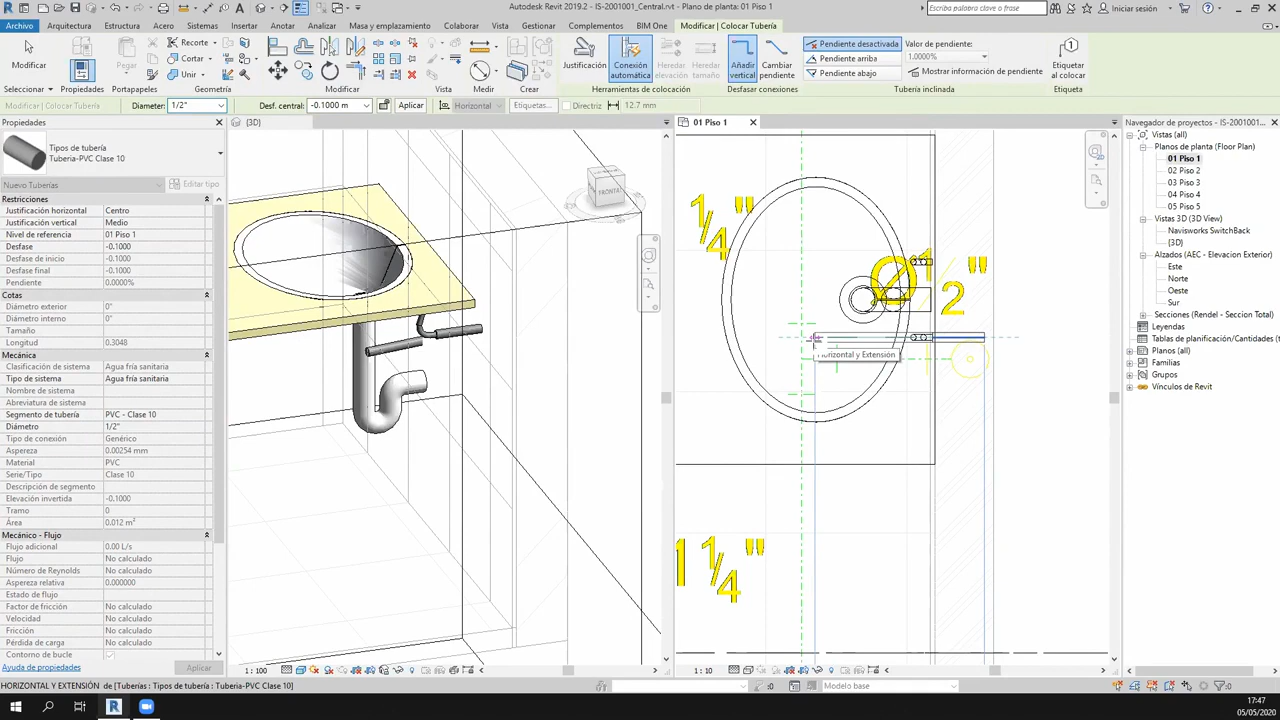 Autodesk Revit 2019.2 - IS-2001001_Central.rvt - Plano de planta: 01 Piso 1
Escriba palabra clave o frase
Iniciar sesión
Archivo
Arquitectura
Estructura
Acero
Sistemas
Insertar
Anotar
Analizar
Masa y emplazamiento
Colaborar
Vista
Gestionar
Complementos
BIM One
Modificar | Colocar Tubería
Modificar
Propiedades
Recorte
Cortar
Unir
Justificación
Conexión automática
Heredar elevación
Heredar tamaño
Añadir vertical
Cambiar pendiente
Pendiente desactivada
Pendiente arriba
Pendiente abajo
Valor de pendiente:
1.0000%
Mostrar información de pendiente
Etiquetar al colocar
Seleccionar
Propiedades
Portapapeles
Geometría
Modificar
Vista
Medir
Crear
Herramientas de colocación
Desfasar conexiones
Tubería inclinada
Etiqueta
Modificar | Colocar Tubería
Diámetro: 1/2"
Desf. central: -0.1000 m
Aplicar
Horizontal
Etiquetas...
Directriz
12.7 mm
Propiedades
Tipos de tubería
Tuberia-PVC Clase 10
Nuevo Tuberías
Editar tipo
Restricciones
Justificación horizontal Centro
Justificación vertical Medio
Nivel de referencia 01 Piso 1
Desfase -0.1000
Desfase de inicio -0.1000
Desfase final -0.1000
Pendiente 0.0000%
Cotas
Diámetro exterior 0"
Diámetro interno 0"
Tamaño
Mecánica
Clasificación de sistema Agua fría sanitaria
Tipo de sistema Agua fría sanitaria
Nombre de sistema
Abreviatura de sistema
Segmento de tubería PVC - Clase 10
Diámetro 1/2"
Tipo de conexión Genérico
Aspereza 0.00254 mm
Material PVC
Serie/Tipo Clase 10
Descripción de segmento
Elevación invertida -0.1000
Tramo 0
Área 0.012 m²
Mecánico - Flujo
Flujo adicional 0.00 L/s
Flujo No calculado
Número de Reynolds No calculado
Aspereza relativa 0.000000
Estado de flujo
Factor de fricción No calculado
Velocidad No calculado
Fricción No calculado
Pérdida de carga No calculado
Contorno de bucle
Ayuda de propiedades
Aplicar
{3D}
FRONTAL
1 : 100
01 Piso 1
1/4"
Ø1/2"
1 1/4"
Horizontal y Extensión
1 : 10
Navegador de proyectos - IS-2001001...
Vistas (all)
Planos de planta (Floor Plan)
01 Piso 1
02 Piso 2
03 Piso 3
04 Piso 4
05 Piso 5
Vistas 3D (3D View)
Navisworks SwitchBack
{3D}
Alzados (AEC - Elevacion Exterior)
Este
Norte
Oeste
Sur
Secciones (Rendel - Seccion Total)
Leyendas
Tablas de planificación/Cantidades (t
Planos (all)
Familias
Grupos
Vínculos de Revit
HORIZONTAL Y EXTENSIÓN de [Tuberías: Tipos de tubería : Tuberia-PVC Clase 10]
:0
Modelo base
:0
17:47
05/05/2020